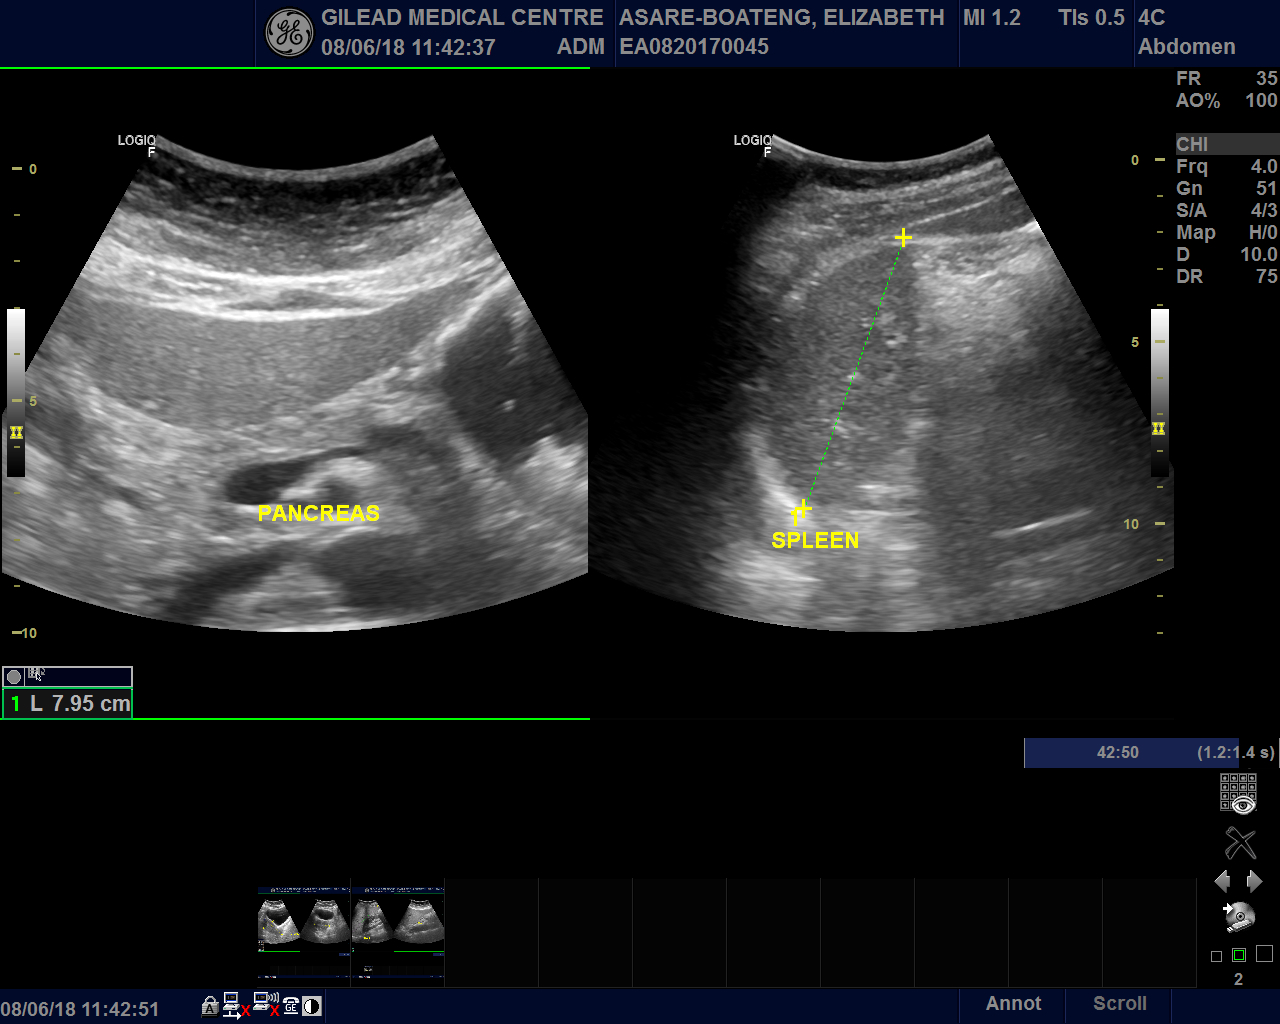 GILEAD MEDICAL CENTRE
08/06/18 11:42:37 ADM
ASARE-BOATENG, ELIZABETH
EA0820170045
MI 1.2 TIs 0.5
4C
Abdomen
FR 35
AO% 100
CHI
Frq 4.0
Gn 51
S/A 4/3
Map H/0
D 10.0
DR 75
LOGIQ
F
0
5
10
PANCREAS
LOGIQ
F
0
5
10
SPLEEN
1 L 7.95 cm
42:50 (1.2:1.4 s)
2
08/06/18 11:42:51
GE
Annot
Scroll